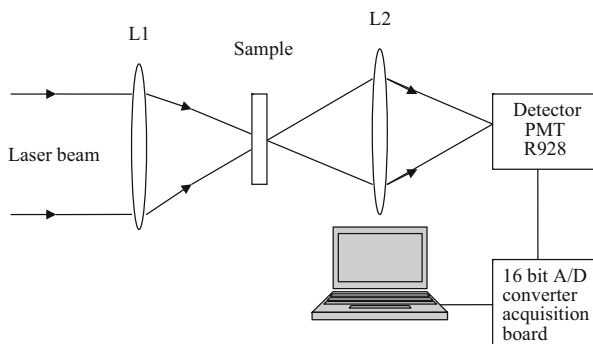 L1
Sample
L2
Laser beam
Detector
PMT
R928
16 bit A/D
converter
acquisition
board